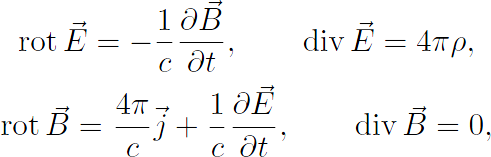 rot E⃗ = −(1/c) ∂B⃗/∂t, div E⃗ = 4πρ,
rot B⃗ = (4π/c) j⃗ + (1/c) ∂E⃗/∂t, div B⃗ = 0,